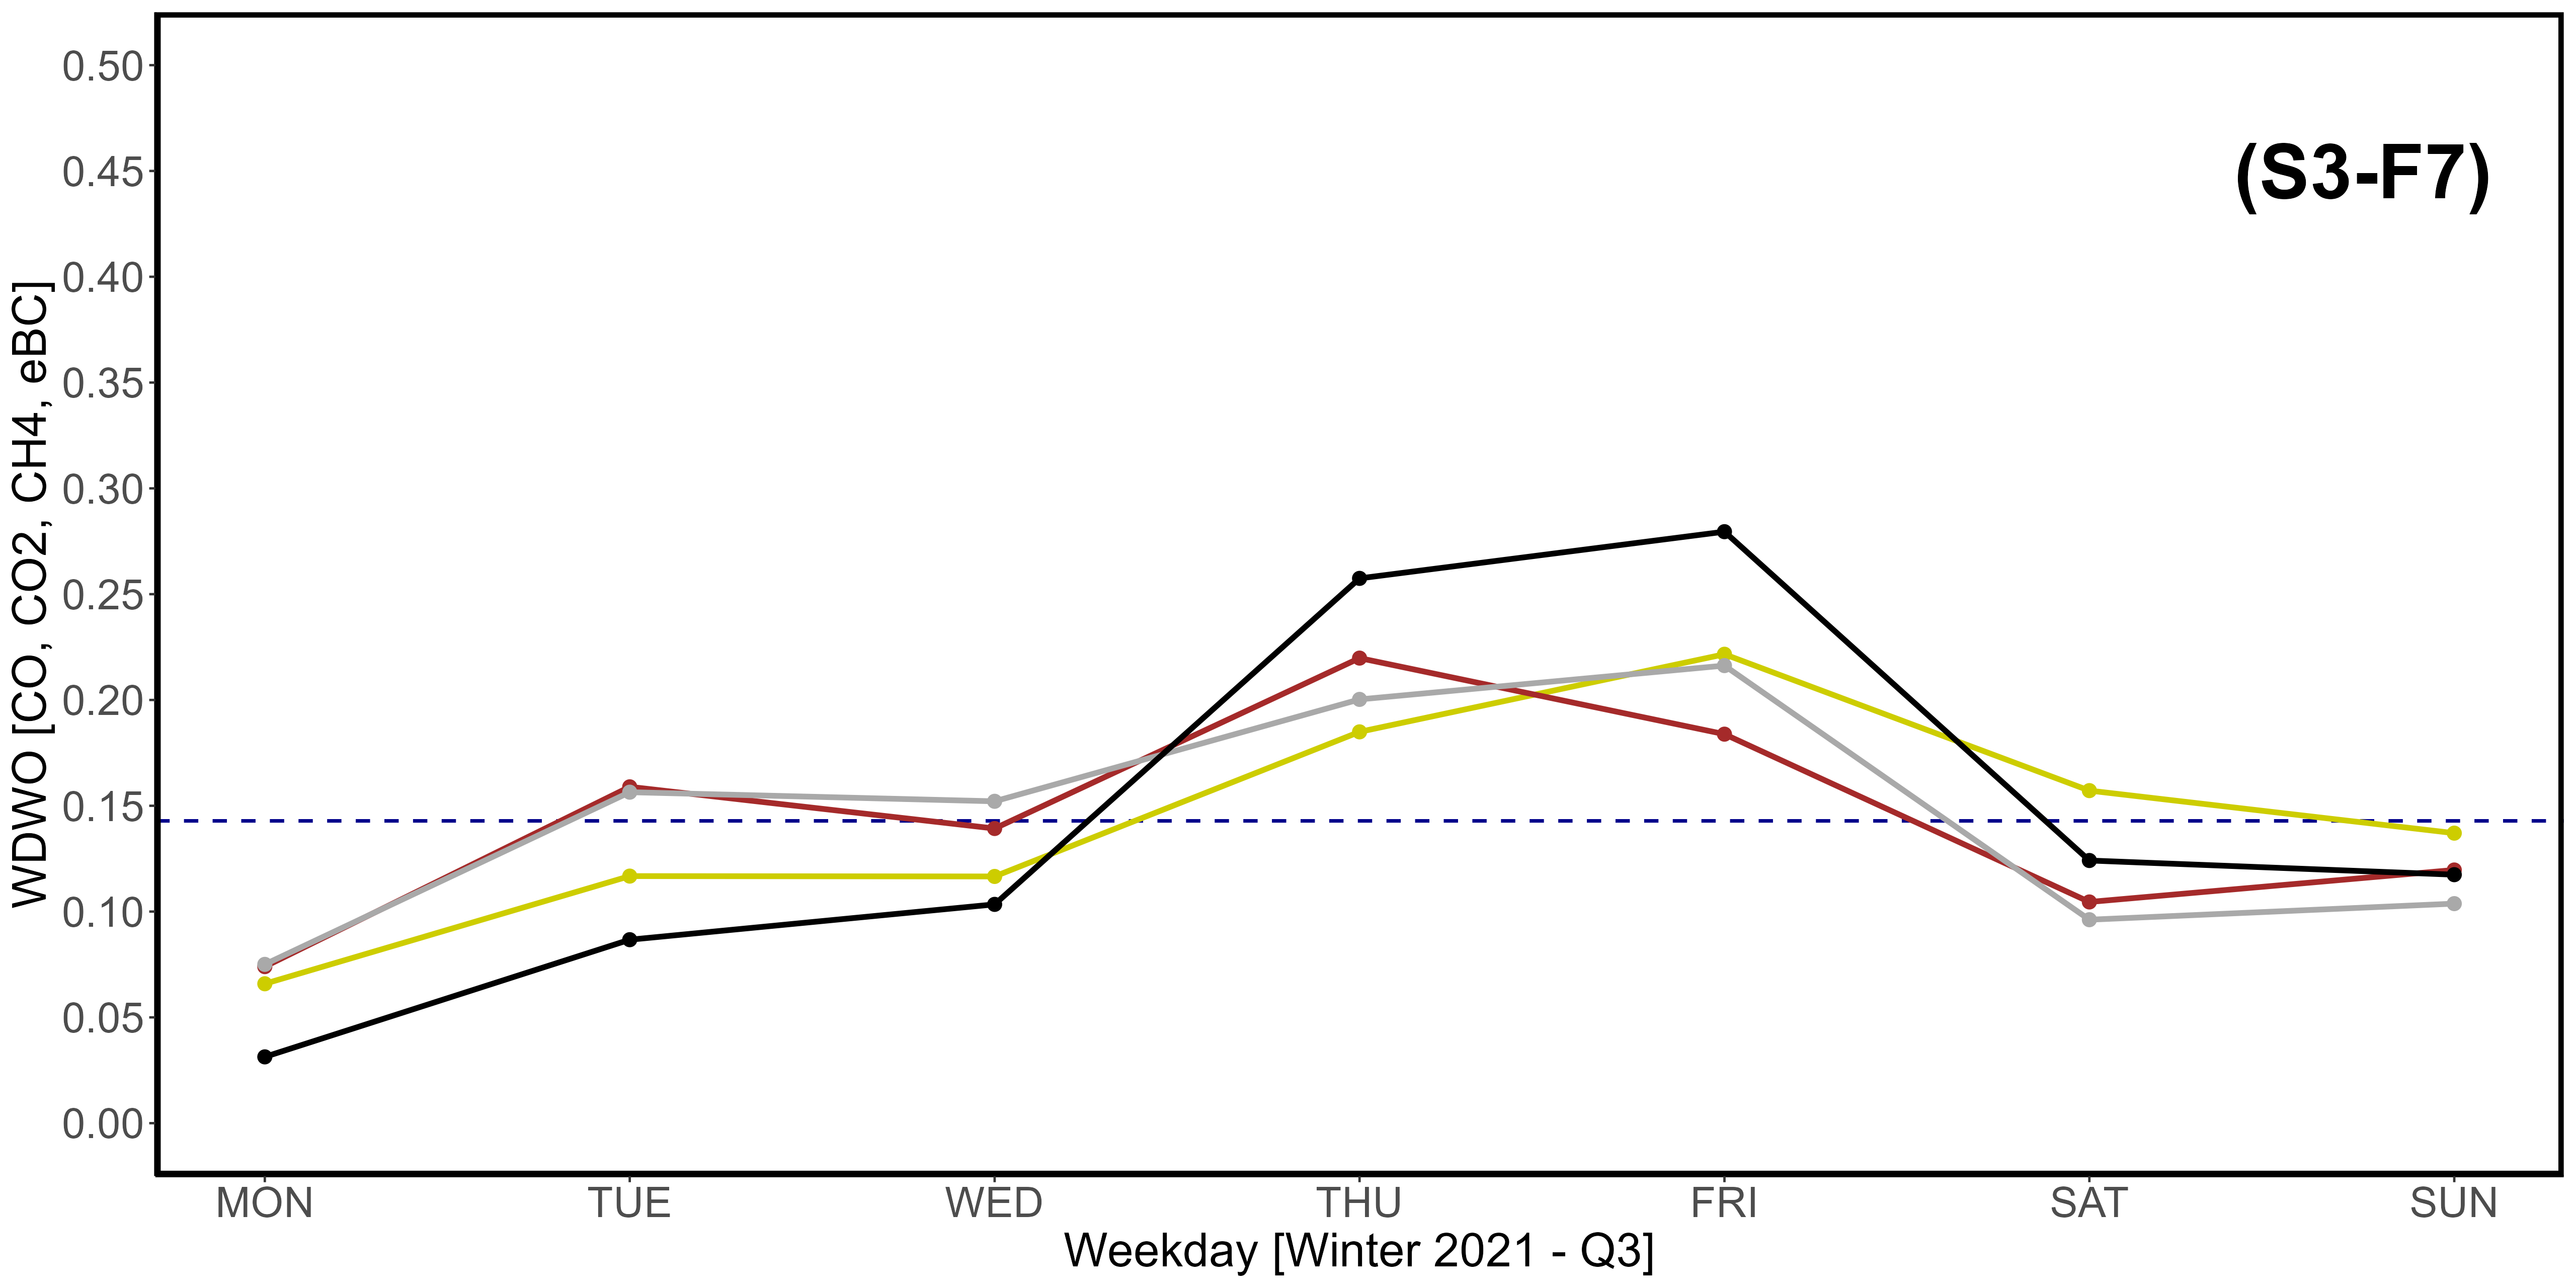 (S3-F7)
WDWO [CO, CO2, CH4, eBC]
0.50
0.45
0.40
0.35
0.30
0.25
0.20
0.15
0.10
0.05
0.00
MON TUE WED THU FRI SAT SUN
Weekday [Winter 2021 - Q3]